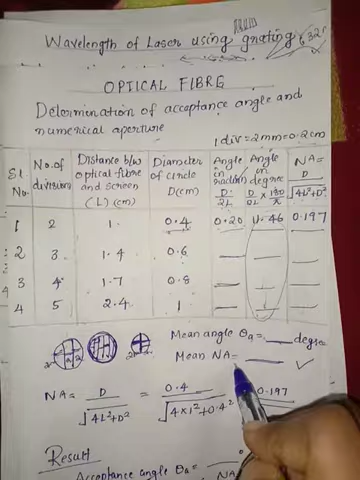 Wavelength of Laser using grating
OPTICAL FIBRE
Determination of acceptance angle and
numerical aperture
1 div = 2mm = 0.2cm
Sl. No. No. of division Distance b/w optical fibre and screen (L) (cm) Diameter of circle D(cm) Angle in radian D/2L Angle in degree D/2L × 180/π NA = D/√4L²+D²
1 2 1. 0.4 0.20 11.46 0.197
2 3 1.4 0.6 — — —
3 4 1.7 0.8 — — —
4 5 2.4 1 — — —
Mean angle θa = ___ degree
Mean NA = ___
NA = D/√4L²+D² = 0.4/√4×1²+0.4² 0.197
Result
Acceptance angle θa =
NA